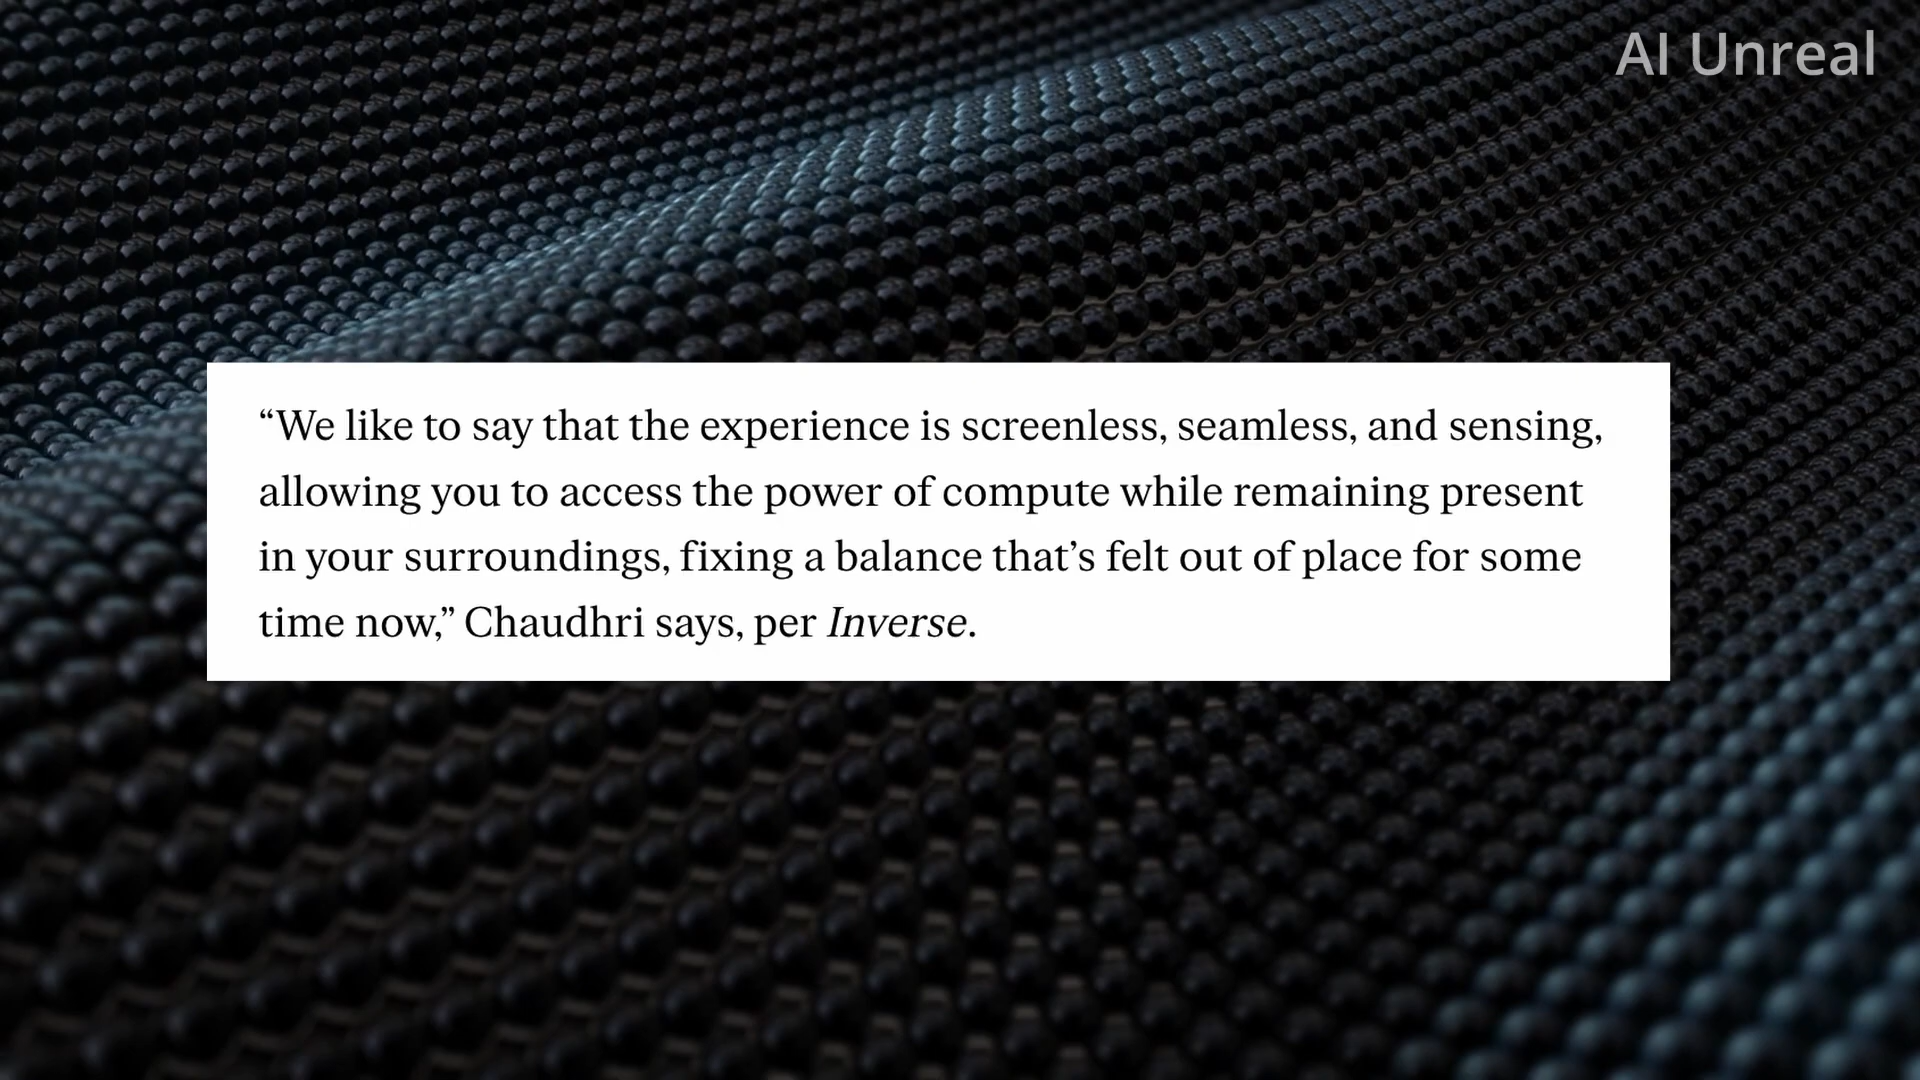 AI Unreal
“We like to say that the experience is screenless, seamless, and sensing,
allowing you to access the power of compute while remaining present
in your surroundings, fixing a balance that’s felt out of place for some
time now,” Chaudhri says, per Inverse.